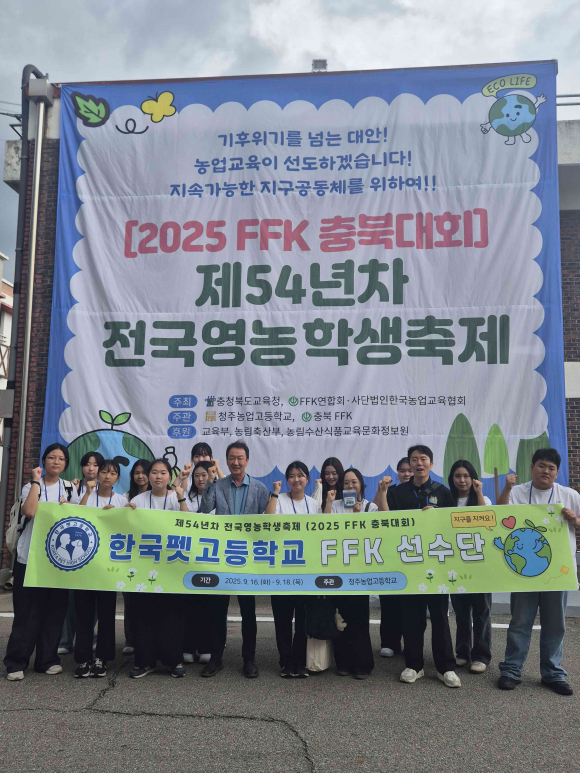 ECO LIFE
기후위기를 넘는 대안!
농업교육이 선도하겠습니다!
지속가능한 지구공동체를 위하여!!
[2025 FFK 충북대회]
제54년차
전국영농학생축제
주최 충청북도교육청, FFK연합회·사단법인한국농업교육협회
주관 청주농업고등학교, 충북 FFK
후원 교육부, 농림축산부, 농림수산식품교육문화정보원
제54년차 전국영농학생축제 (2025 FFK 충북대회)
지구를 지켜요!
한국펫고등학교 FFK 선수단
기간 2025. 9. 16. (화) - 9. 18. (목) 주관 청주농업고등학교